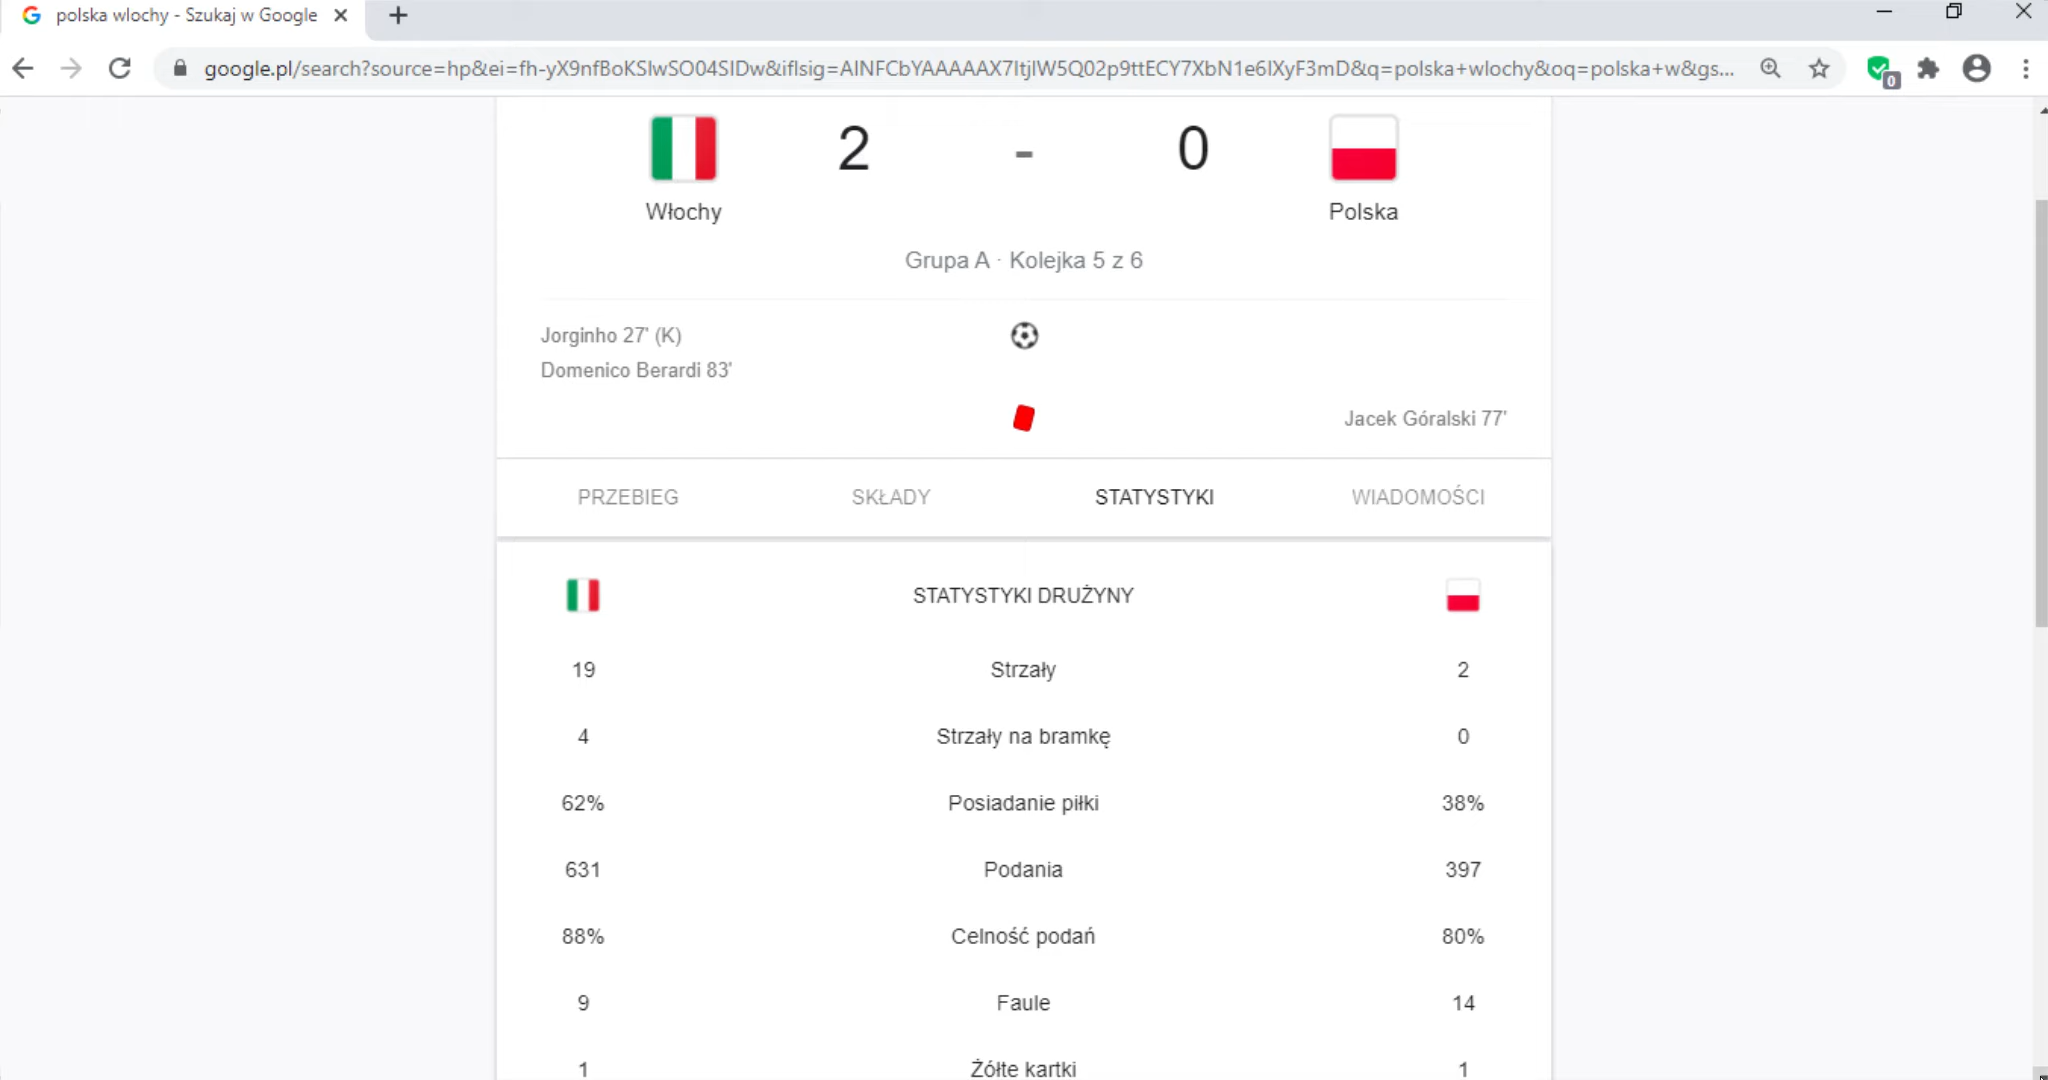 polska wlochy - Szukaj w Google
google.pl/search?source=hp&ei=fh-yX9nfBoKSlwSO04SIDw&iflsig=AINFCbYAAAAAX7ItjlW5Q02p9ttECY7XbN1e6lXyF3mD&q=polska+wlochy&oq=polska+w&gs...
0
2 - 0
Włochy Polska
Grupa A · Kolejka 5 z 6
Jorginho 27' (K)
Domenico Berardi 83'
Jacek Góralski 77'
PRZEBIEG SKŁADY STATYSTYKI WIADOMOŚCI
STATYSTYKI DRUŻYNY
19 Strzały 2
4 Strzały na bramkę 0
62% Posiadanie piłki 38%
631 Podania 397
88% Celność podań 80%
9 Faule 14
1 Żółte kartki 1